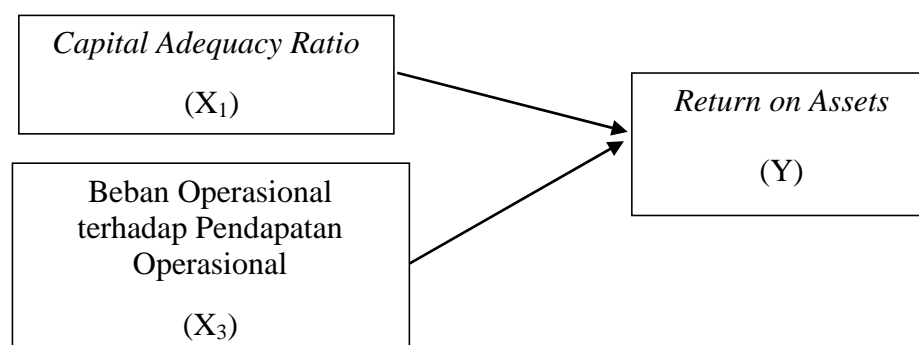 Capital Adequacy Ratio
(X₁)
Return on Assets
(Y)
Beban Operasional
terhadap Pendapatan
Operasional
(X₃)